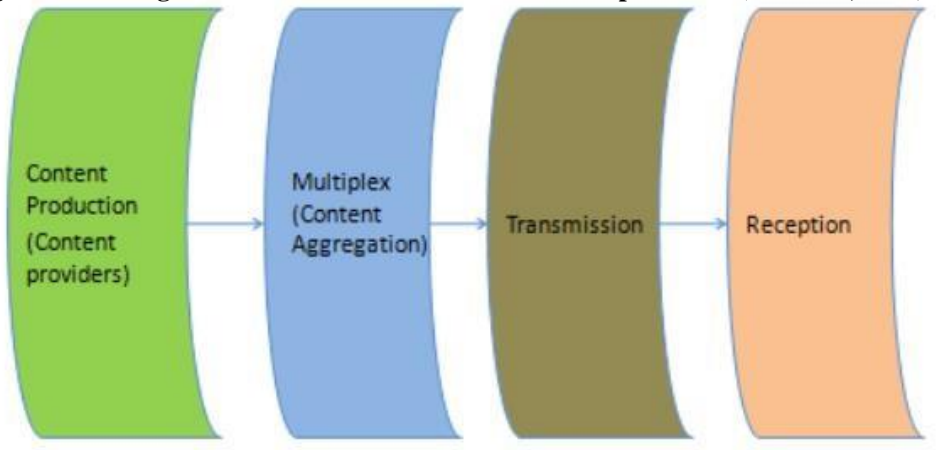 Content
Production
(Content
providers)
Multiplex
(Content
Aggregation)
Transmission
Reception